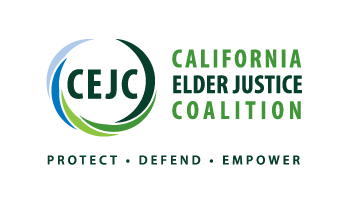 CEJC
CALIFORNIA
ELDER JUSTICE
COALITION
PROTECT • DEFEND • EMPOWER